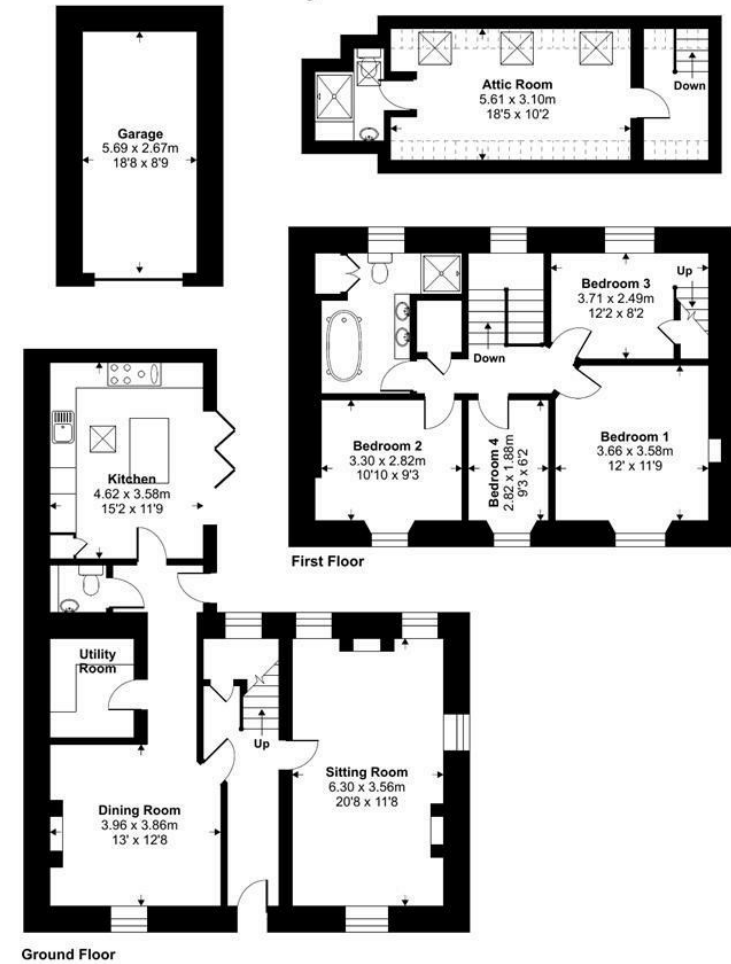 Garage
5.69 x 2.67m
18'8 x 8'9
Attic Room
5.61 x 3.10m
18'5 x 10'2
Down
Bedroom 3
3.71 x 2.49m
12'2 x 8'2
Up
Down
Bedroom 2
3.30 x 2.82m
10'10 x 9'3
Bedroom 4
2.82 x 1.88m
9'3 x 6'2
Bedroom 1
3.66 x 3.58m
12' x 11'9
First Floor
Kitchen
4.62 x 3.58m
15'2 x 11'9
Utility
Room
Up
Sitting Room
6.30 x 3.56m
20'8 x 11'8
Dining Room
3.96 x 3.86m
13' x 12'8
Ground Floor